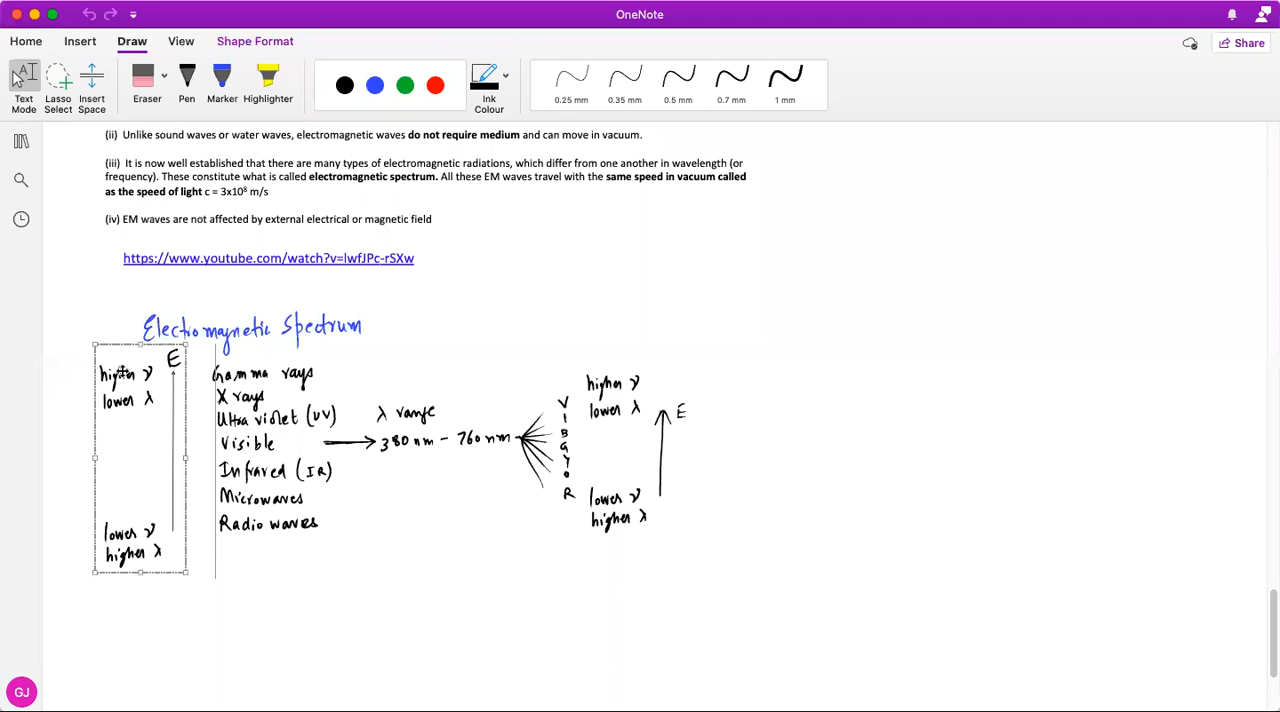 OneNote
Home Insert Draw View Shape Format
Share
Text Mode
Lasso Select
Insert Space
Eraser
Pen
Marker
Highlighter
Ink Colour
0.25 mm
0.35 mm
0.5 mm
0.7 mm
1 mm
(ii) Unlike sound waves or water waves, electromagnetic waves do not require medium and can move in vacuum.
(iii) It is now well established that there are many types of electromagnetic radiations, which differ from one another in wavelength (or
frequency). These constitute what is called electromagnetic spectrum. All these EM waves travel with the same speed in vacuum called
as the speed of light c = 3x10⁸ m/s
(iv) EM waves are not affected by external electrical or magnetic field
https://www.youtube.com/watch?v=lwfJPc-rSXw
Electromagnetic Spectrum
E
higher ν
lower λ
lower ν
higher λ
Gamma rays
X rays
Ultra violet (UV)
Visible
Infrared (IR)
Microwaves
Radio waves
λ range
380 nm - 760 nm
V
I
B
G
Y
O
R
higher ν
lower λ
E
lower ν
higher λ
GJ